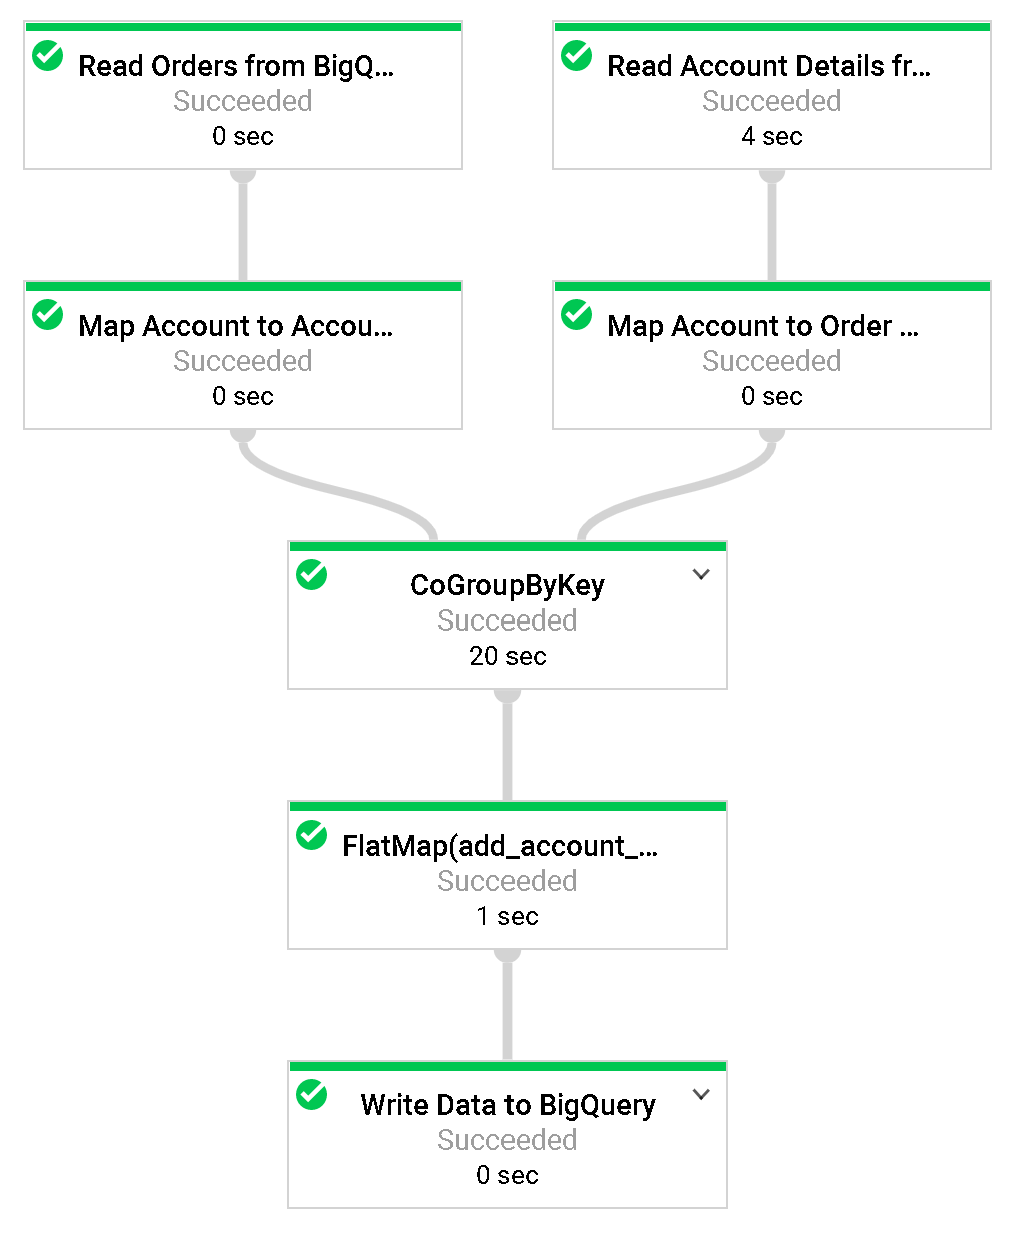 Read Orders from BigQ...
Succeeded
0 sec
Read Account Details fr...
Succeeded
4 sec
Map Account to Accou...
Succeeded
0 sec
Map Account to Order ...
Succeeded
0 sec
CoGroupByKey
Succeeded
20 sec
FlatMap(add_account_...
Succeeded
1 sec
Write Data to BigQuery
Succeeded
0 sec